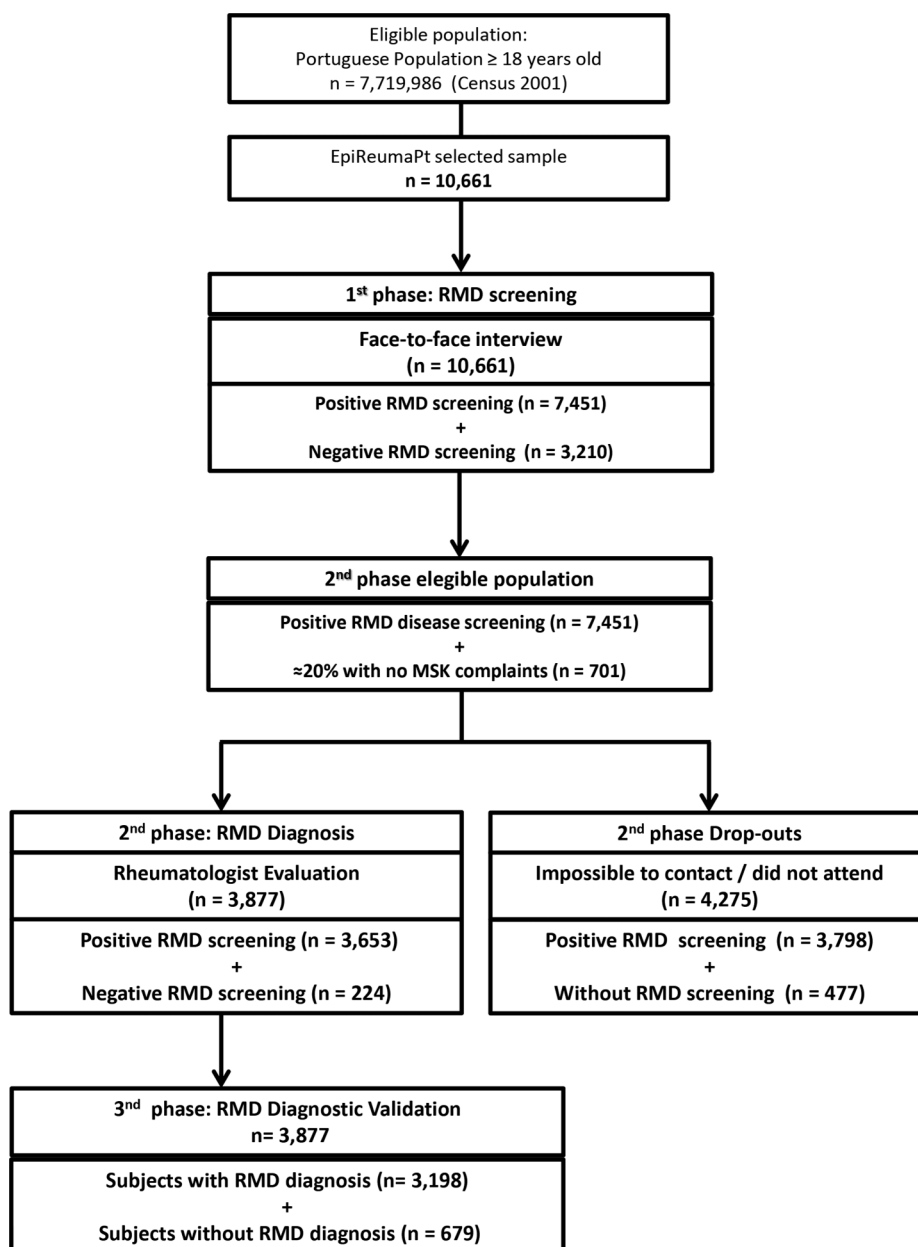 Eligible population:
Portuguese Population ≥ 18 years old
n = 7,719,986  (Census 2001)
EpiReumaPt selected sample
n = 10,661
1st phase: RMD screening
Face-to-face interview
(n = 10,661)
Positive RMD screening (n = 7,451)
+
Negative RMD screening  (n = 3,210)
2nd phase elegible population
Positive RMD disease screening (n = 7,451)
+
≈20% with no MSK complaints (n = 701)
2nd phase: RMD Diagnosis
Rheumatologist Evaluation
(n = 3,877)
Positive RMD screening (n = 3,653)
+
Negative RMD screening (n = 224)
2nd phase Drop-outs
Impossible to contact / did not attend
(n = 4,275)
Positive RMD  screening  (n = 3,798)
+
Without RMD screening  (n = 477)
3nd  phase: RMD Diagnostic Validation
n= 3,877
Subjects with RMD diagnosis (n= 3,198)
+
Subjects without RMD diagnosis (n = 679)